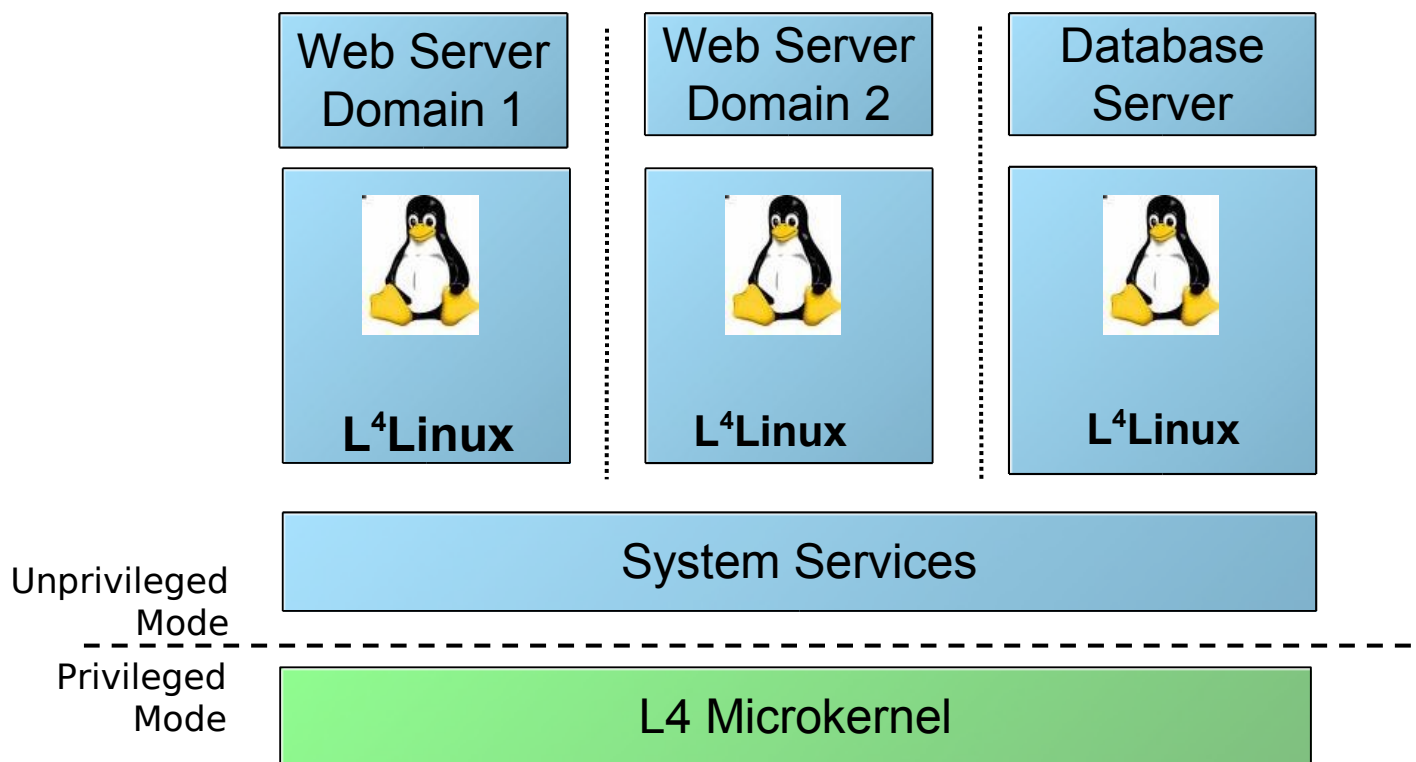 Web Server
Domain 1
Web Server
Domain 2
Database
Server
L⁴Linux
L⁴Linux
L⁴Linux
System Services
Unprivileged
Mode
Privileged
Mode
L4 Microkernel